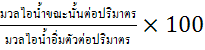 มวลไอน้ำขณะนั้นต่อปริมาตร
มวลไอน้ำอิ่มตัวต่อปริมาตร × 100